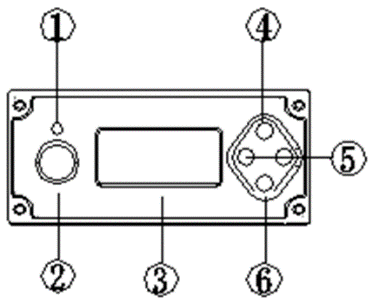 ① ④
⑤
② ③ ⑥